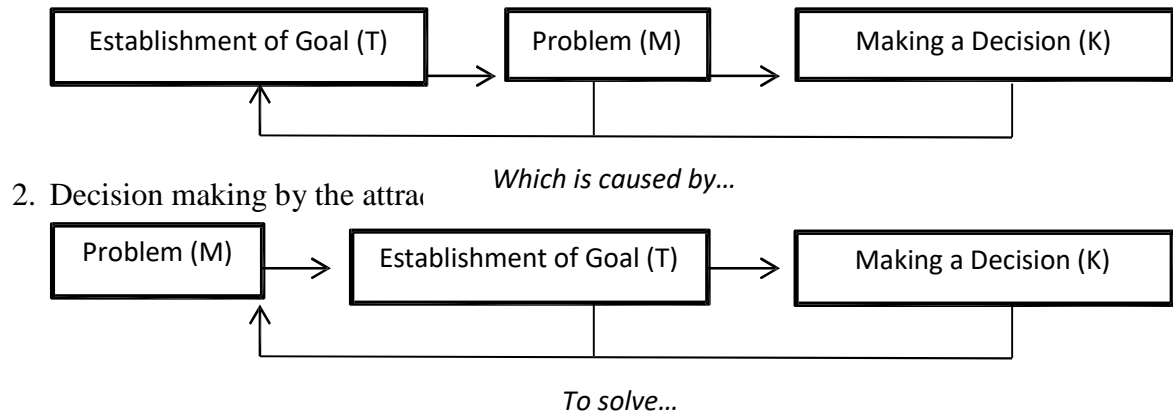 Establishment of Goal (T) Problem (M) Making a Decision (K)
Which is caused by...
2. Decision making by the
Problem (M) Establishment of Goal (T) Making a Decision (K)
To solve...